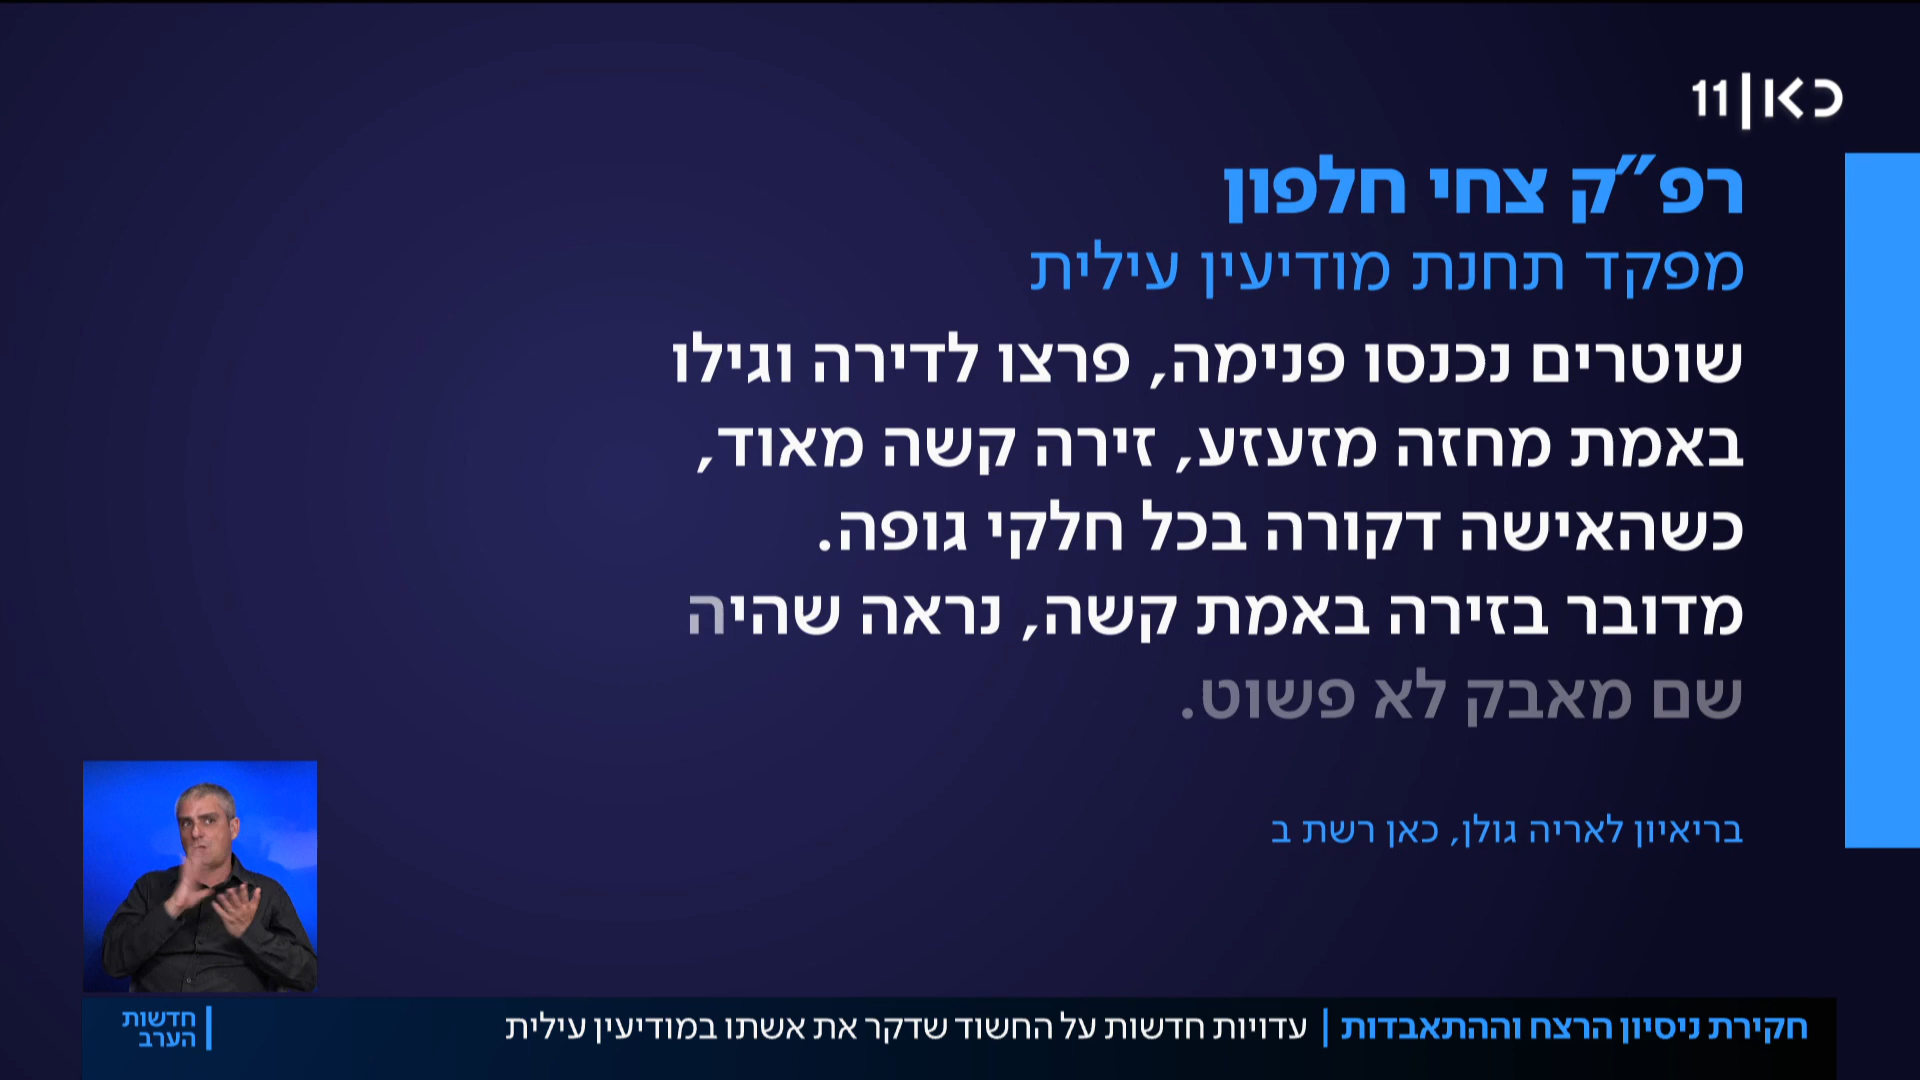 כאן|11
רפ״ק צחי חלפון
מפקד תחנת מודיעין עילית
שוטרים נכנסו פנימה, פרצו לדירה וגילו
באמת מחזה מזעזע, זירה קשה מאוד,
כשהאישה דקורה בכל חלקי גופה.
מדובר בזירה באמת קשה, נראה שהיה
שם מאבק לא פשוט.
בריאיון לאריה גולן, כאן רשת ב
חקירת ניסיון הרצח וההתאבדות | עדויות חדשות על החשוד שדקר את אשתו במודיעין עילית
חדשות
הערב